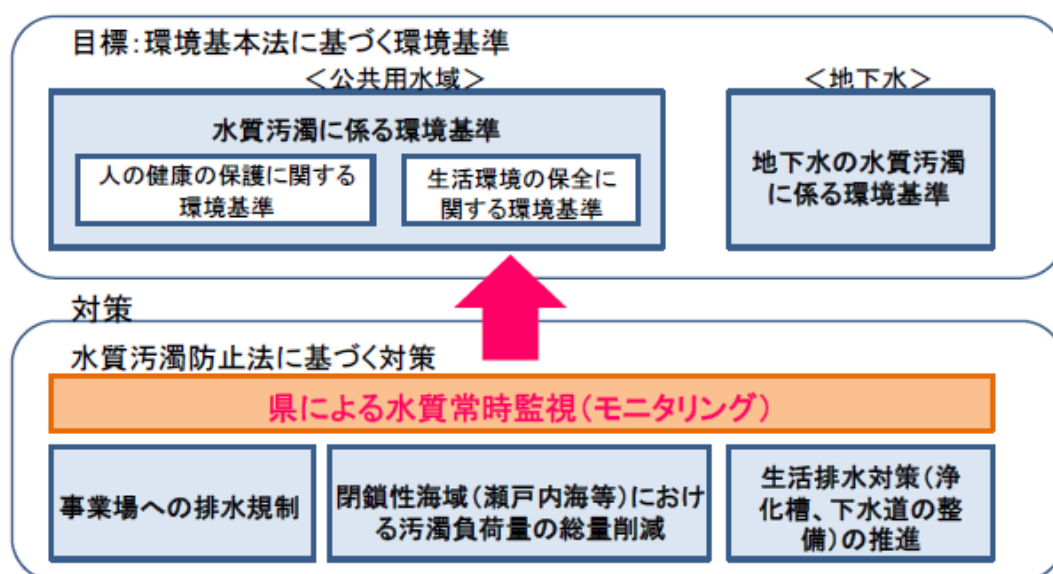 目標：環境基本法に基づく環境基準
＜公共用水域＞
＜地下水＞
水質汚濁に係る環境基準
人の健康の保護に関する
環境基準
生活環境の保全に
関する環境基準
地下水の水質汚濁
に係る環境基準
対策
水質汚濁防止法に基づく対策
県による水質常時監視（モニタリング）
事業場への排水規制
閉鎖性海域（瀬戸内海等）におけ
る汚濁負荷量の総量削減
生活排水対策（浄
化槽、下水道の整
備）の推進